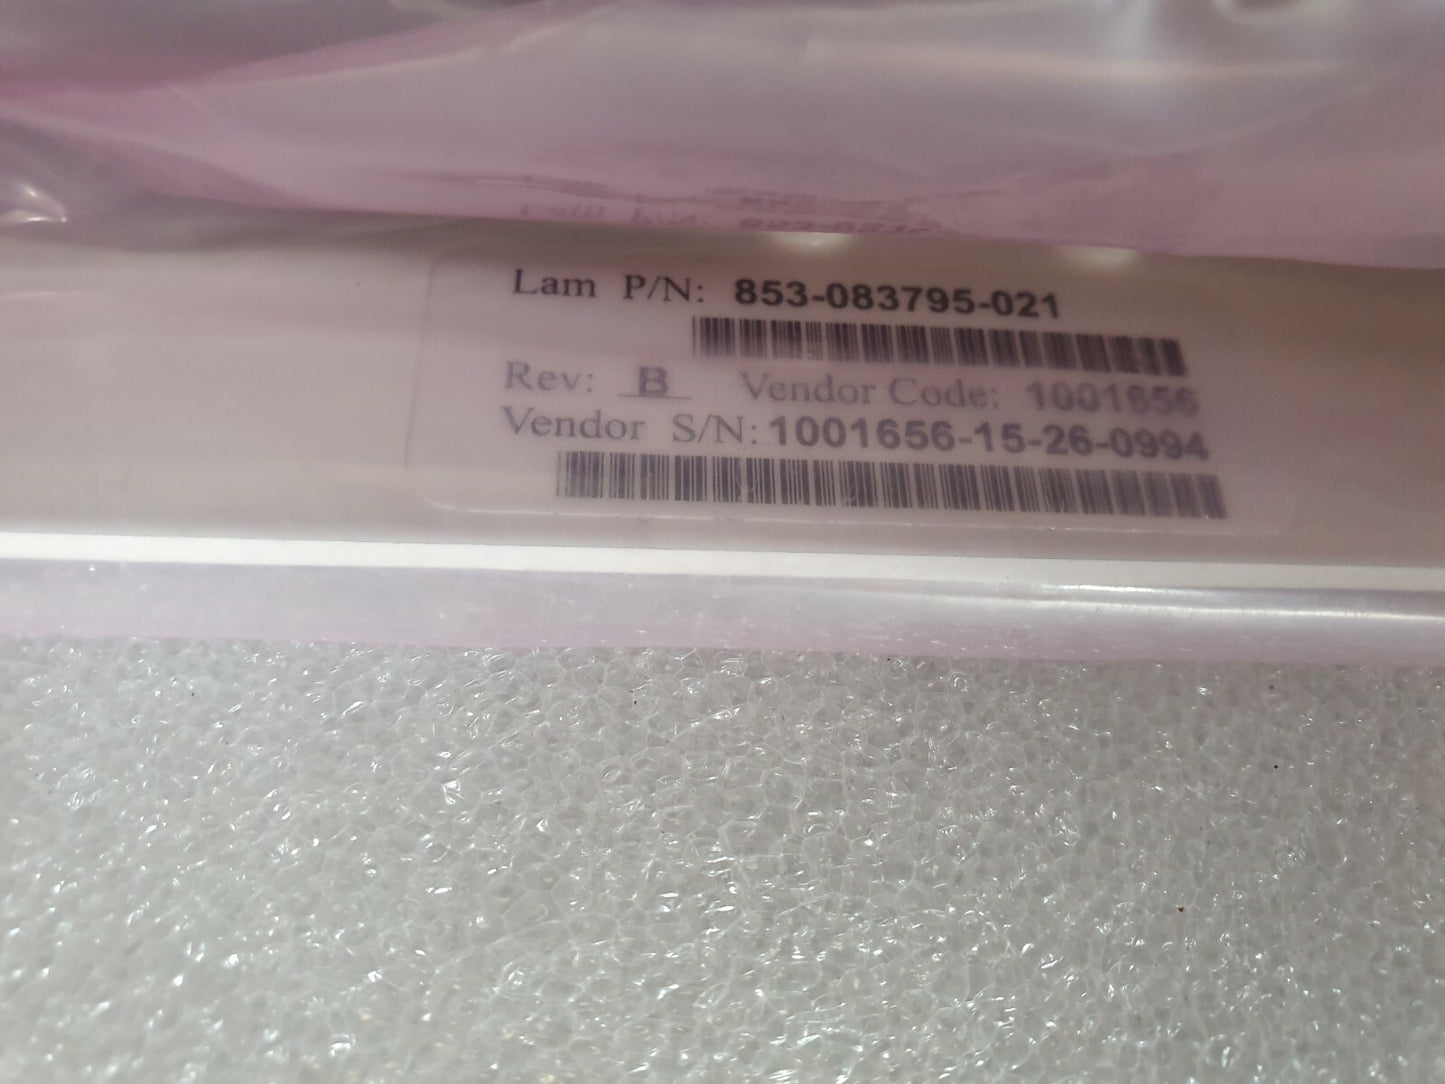 Lam P/N: 853-083795-021
Rev: B Vendor Code: 1001656
Vendor S/N: 1001656-15-26-0994